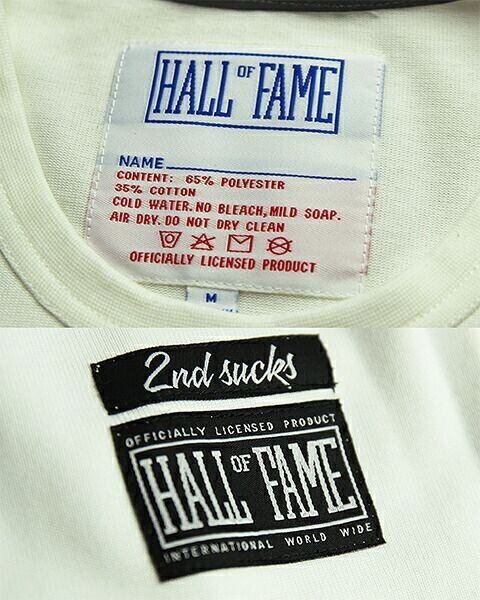 HALL OF FAME
NAME
CONTENT: 65% POLYESTER
35% COTTON
COLD WATER. NO BLEACH, MILD SOAP.
AIR DRY. DO NOT DRY CLEAN
OFFICIALLY LICENSED PRODUCT
M
2nd sucks
OFFICIALLY LICENSED PRODUCT
HALL OF FAME
INTERNATIONAL WORLD WIDE